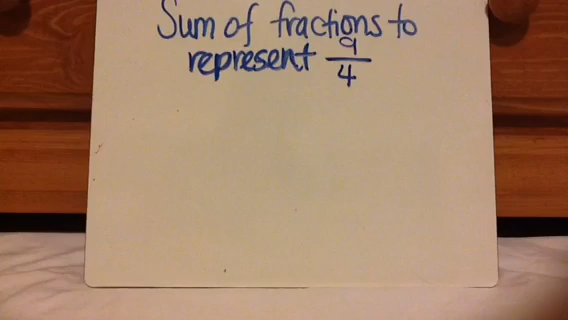 Sum of fractions to
represent 9/4